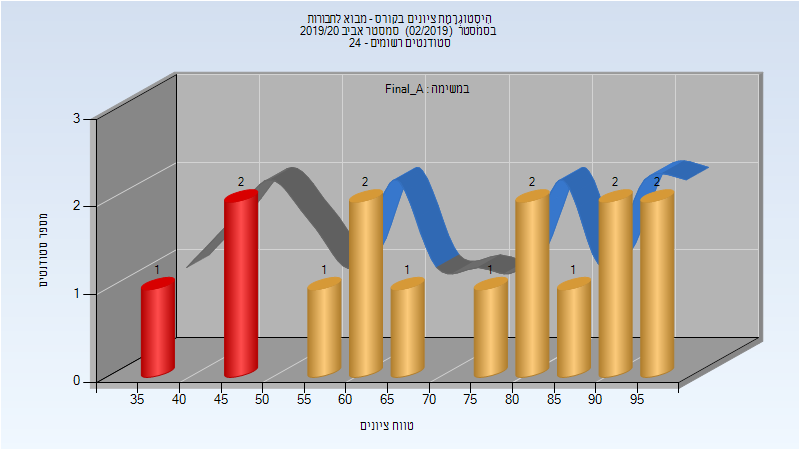 היסטוגרמת ציונים בקורס - מבוא לחבורות
בסמסטר (02/2019) סמסטר אביב 2019/20
סטודנטים רשומים - 24
במשימה : Final_A
מספר סטודנטים
3
2
1
0
1
2
1
2
1
1
2
1
2
2
35 40 45 50 55 60 65 70 75 80 85 90 95
טווח ציונים